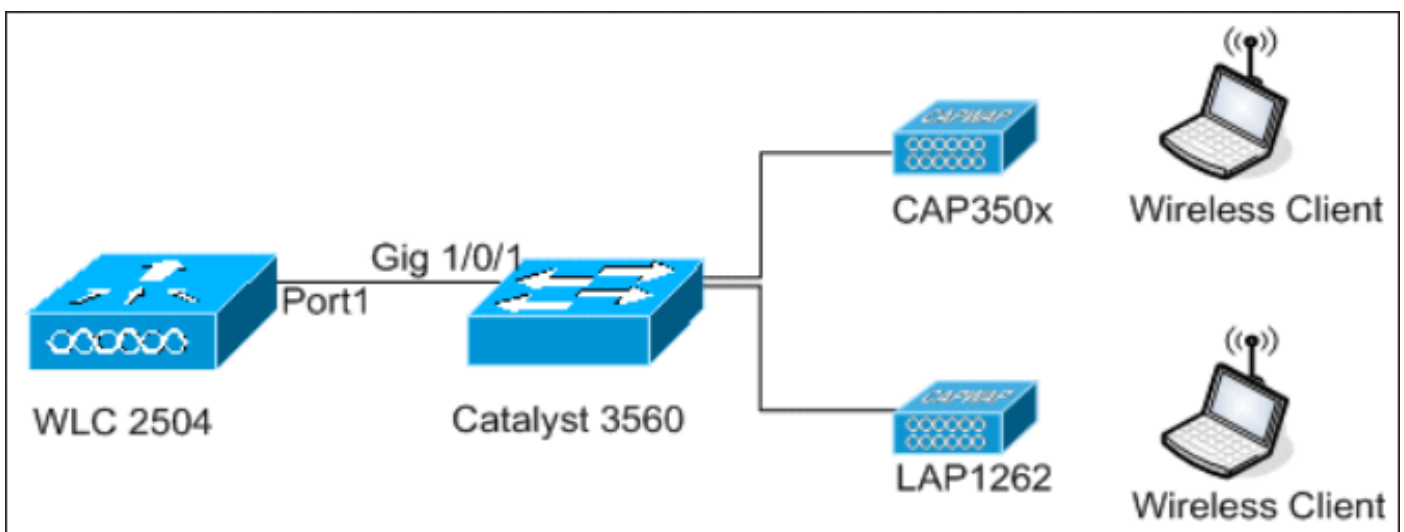 CAPWAP
CAP350x
Wireless Client
Gig 1/0/1
Port1
WLC 2504
Catalyst 3560
CAPWAP
LAP1262
Wireless Client